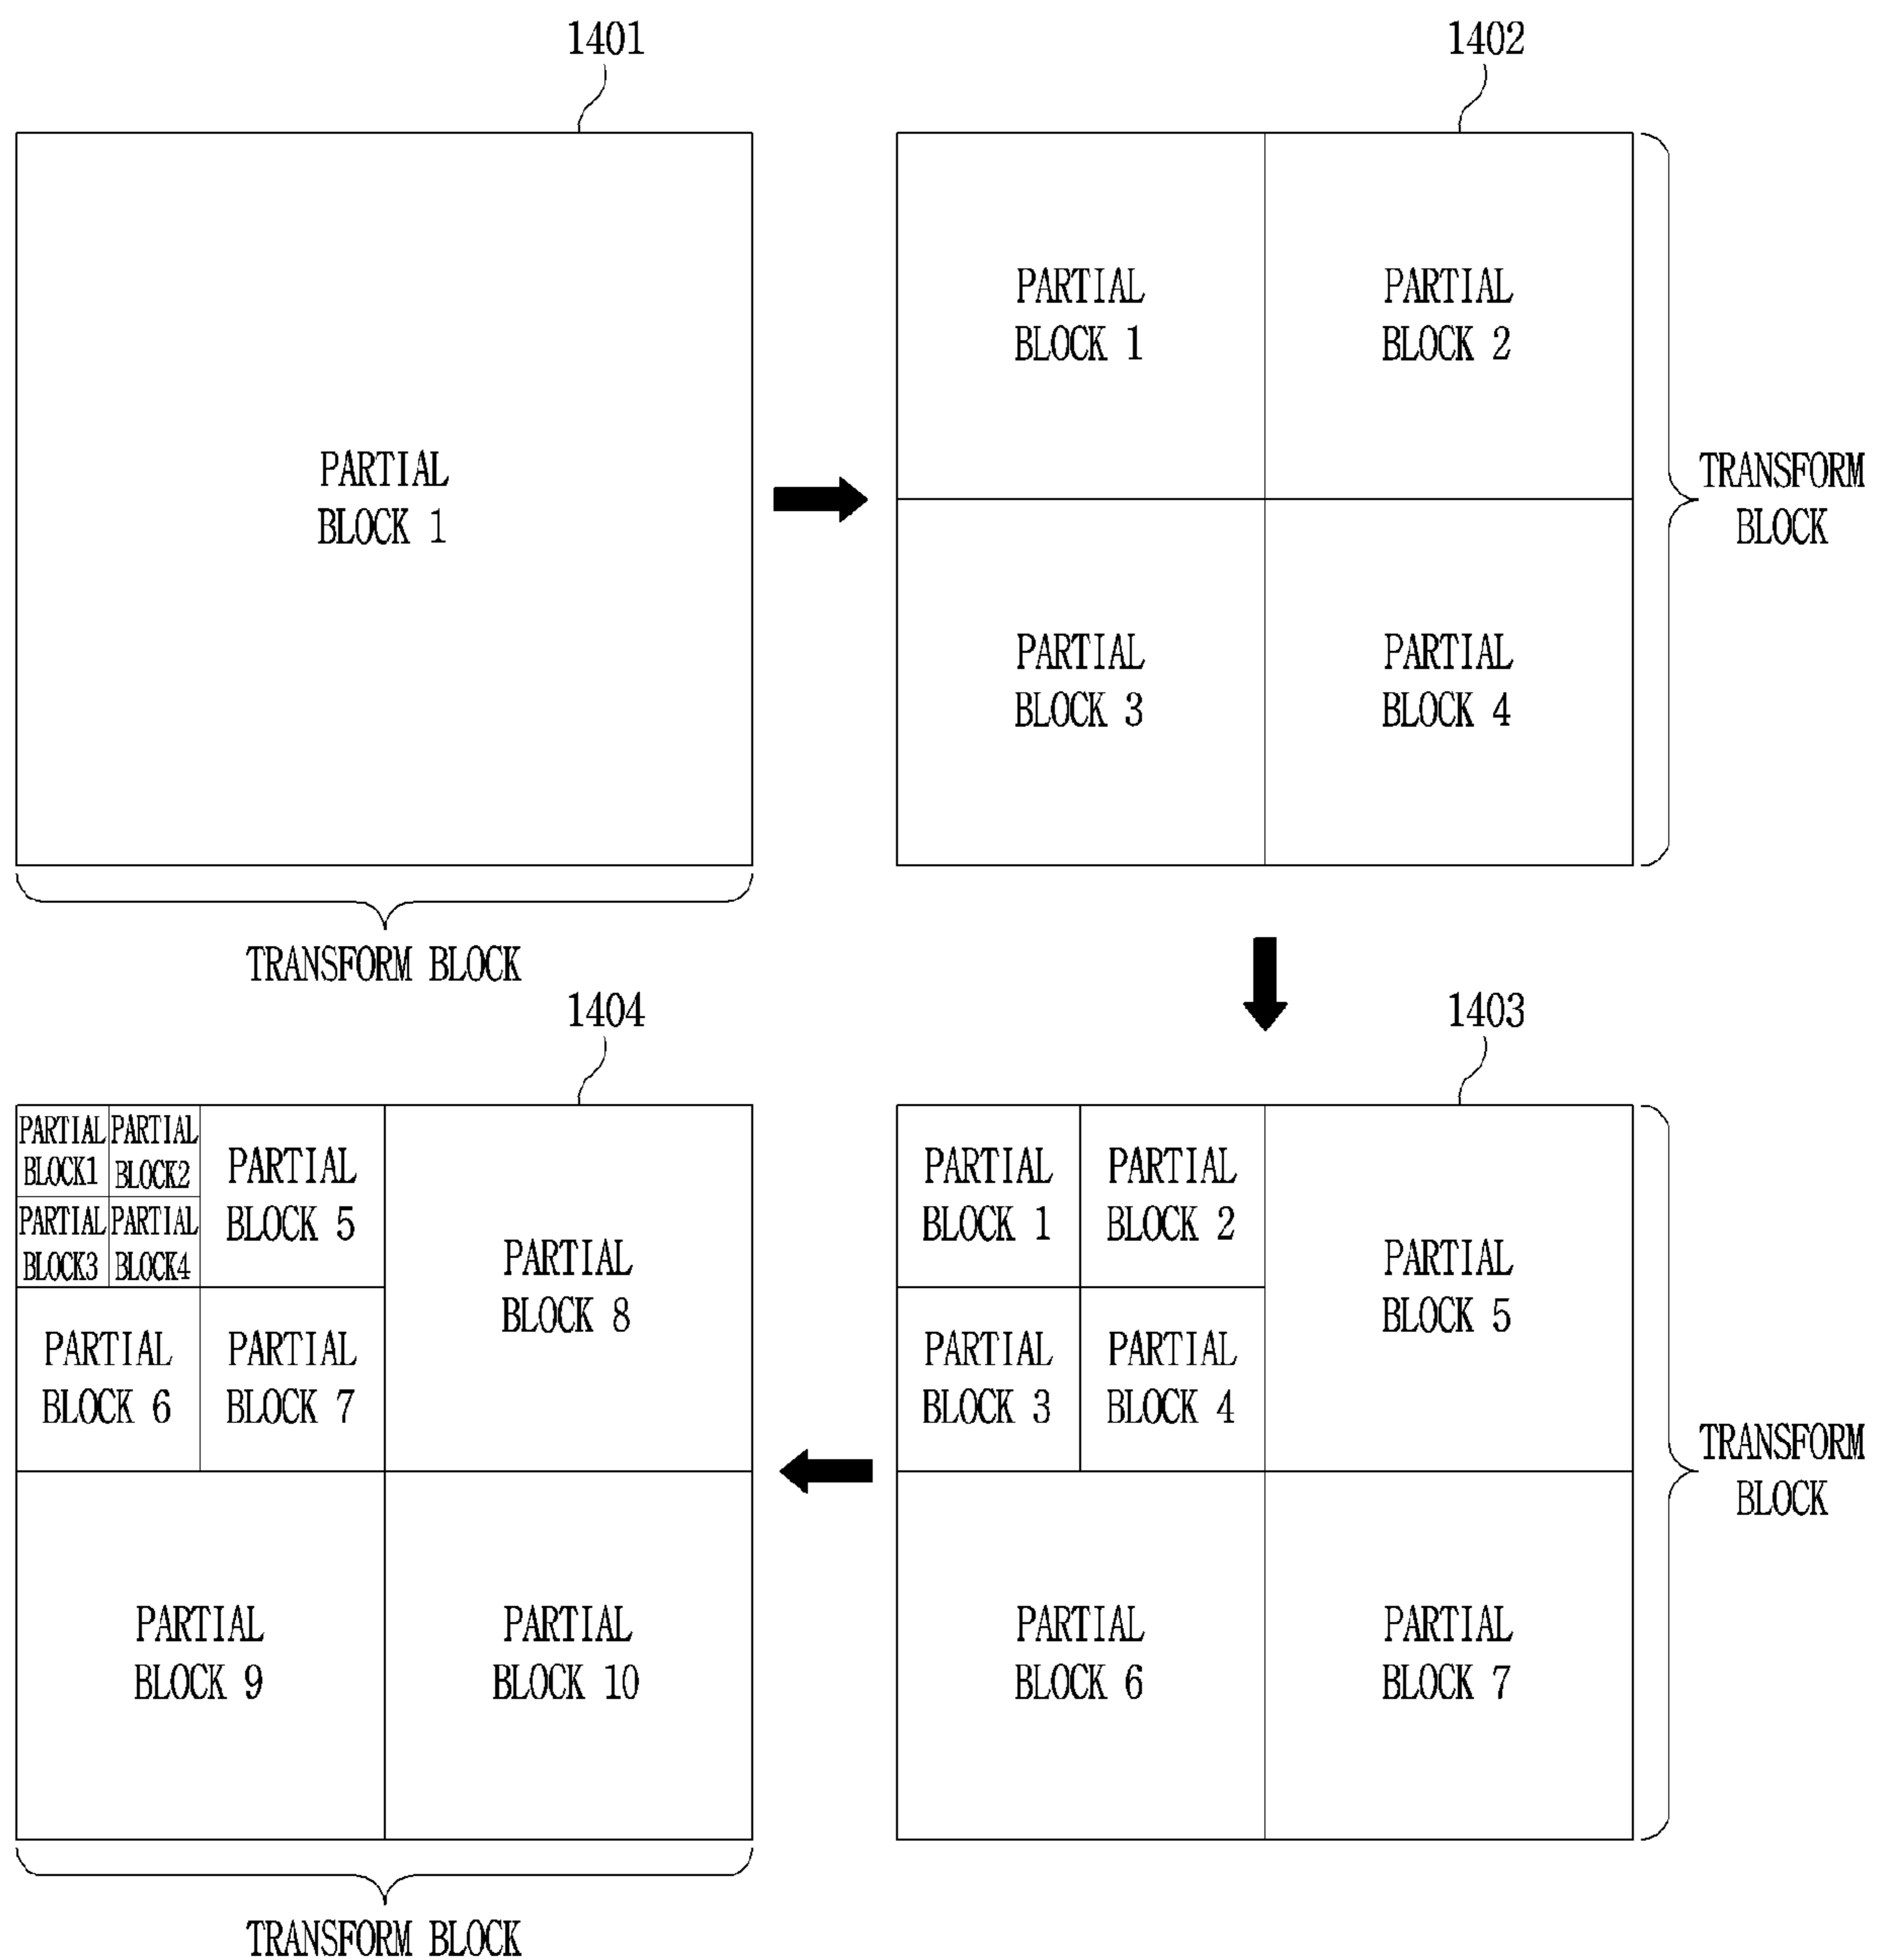 1401
PARTIAL
BLOCK 1
TRANSFORM BLOCK
1402
PARTIAL
BLOCK 1
PARTIAL
BLOCK 2
PARTIAL
BLOCK 3
PARTIAL
BLOCK 4
TRANSFORM
BLOCK
1403
PARTIAL
BLOCK 1
PARTIAL
BLOCK 2
PARTIAL
BLOCK 3
PARTIAL
BLOCK 4
PARTIAL
BLOCK 5
PARTIAL
BLOCK 6
PARTIAL
BLOCK 7
TRANSFORM
BLOCK
1404
PARTIAL
BLOCK1
PARTIAL
BLOCK2
PARTIAL
BLOCK3
PARTIAL
BLOCK4
PARTIAL
BLOCK 5
PARTIAL
BLOCK 6
PARTIAL
BLOCK 7
PARTIAL
BLOCK 8
PARTIAL
BLOCK 9
PARTIAL
BLOCK 10
TRANSFORM BLOCK